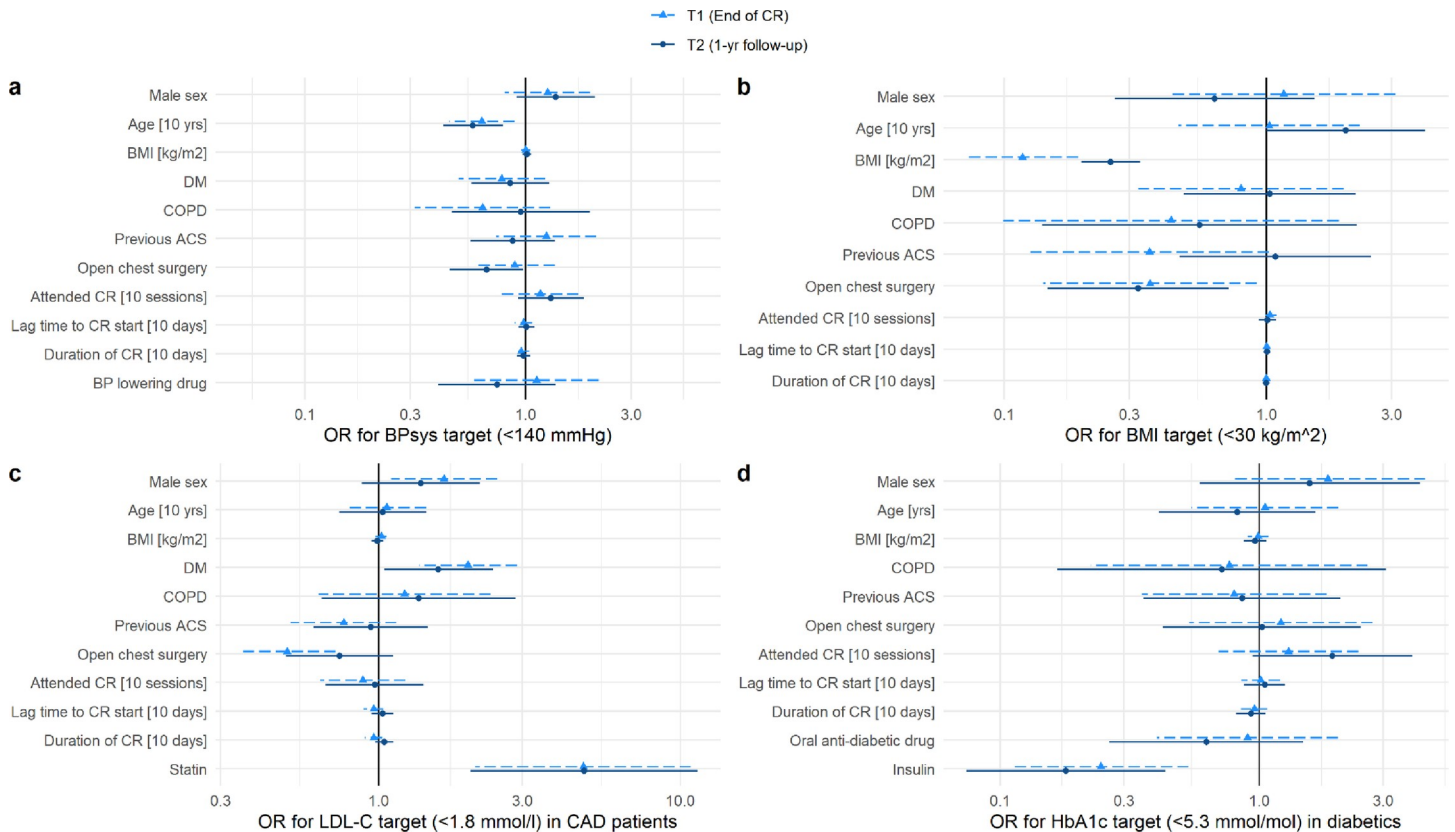 T1 (End of CR)
T2 (1-yr follow-up)
a
Male sex
Age [10 yrs]
BMI [kg/m2]
DM
COPD
Previous ACS
Open chest surgery
Attended CR [10 sessions]
Lag time to CR start [10 days]
Duration of CR [10 days]
BP lowering drug
0.1 0.3 1.0 3.0
OR for BPsys target (<140 mmHg)
b
Male sex
Age [10 yrs]
BMI [kg/m2]
DM
COPD
Previous ACS
Open chest surgery
Attended CR [10 sessions]
Lag time to CR start [10 days]
Duration of CR [10 days]
0.1 0.3 1.0 3.0
OR for BMI target (<30 kg/m^2)
c
Male sex
Age [10 yrs]
BMI [kg/m2]
DM
COPD
Previous ACS
Open chest surgery
Attended CR [10 sessions]
Lag time to CR start [10 days]
Duration of CR [10 days]
Statin
0.3 1.0 3.0 10.0
OR for LDL-C target (<1.8 mmol/l) in CAD patients
d
Male sex
Age [yrs]
BMI [kg/m2]
COPD
Previous ACS
Open chest surgery
Attended CR [10 sessions]
Lag time to CR start [10 days]
Duration of CR [10 days]
Oral anti-diabetic drug
Insulin
0.1 0.3 1.0 3.0
OR for HbA1c target (<5.3 mmol/mol) in diabetics